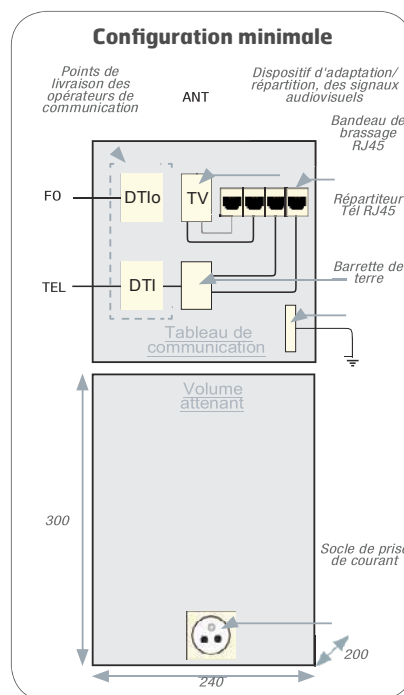 Configuration minimale
Points de
livraison des
opérateurs de
communication
ANT
Dispositif d'adaptation/
répartition, des signaux
audiovisuels
Bandeau de
brassage
RJ45
FO
DTIo
TV
Répartiteur
Tél RJ45
TEL
DTI
Barrette de
terre
Tableau de
communication
Volume
attenant
300
Socle de prise
de courant
200
240